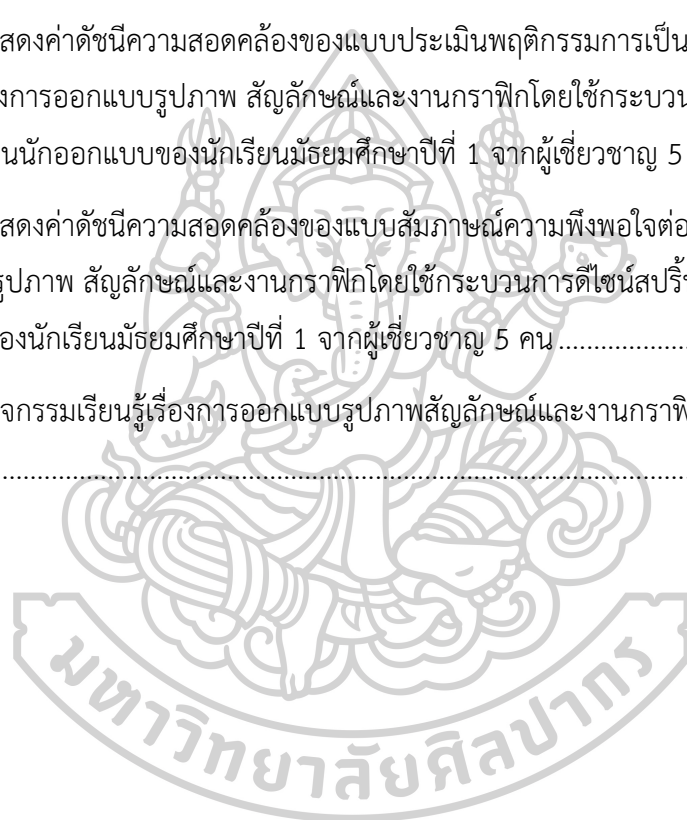 สดงค่าดัชนีความสอดคล้องของแบบประเมินพฤติกรรมการเป็น
งการออกแบบรูปภาพ สัญลักษณ์และงานกราฟิกโดยใช้กระบวน
นนักออกแบบของนักเรียนมัธยมศึกษาปีที่ 1 จากผู้เชี่ยวชาญ 5
สดงค่าดัชนีความสอดคล้องของแบบสัมภาษณ์ความพึงพอใจต่อ
รูปภาพ สัญลักษณ์และงานกราฟิกโดยใช้กระบวนการดีไซน์สปริ้น
องนักเรียนมัธยมศึกษาปีที่ 1 จากผู้เชี่ยวชาญ 5 คน ....................
จกรรมเรียนรู้เรื่องการออกแบบรูปภาพสัญลักษณ์และงานกราฟิ
....................................................................................................
มหาวิทยาลัยศิลปากร